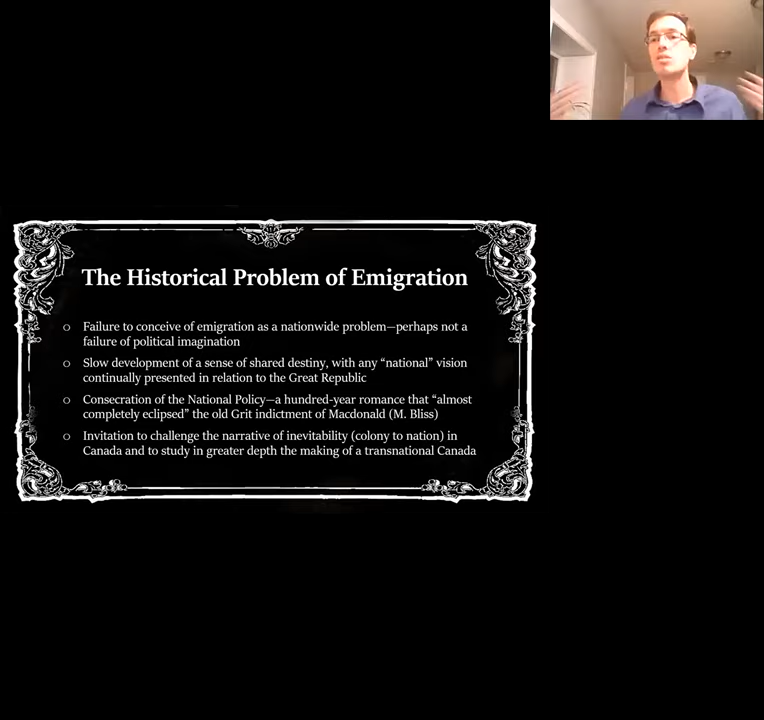 The Historical Problem of Emigration
○ Failure to conceive of emigration as a nationwide problem—perhaps not a
failure of political imagination
○ Slow development of a sense of shared destiny, with any “national” vision
continually presented in relation to the Great Republic
○ Consecration of the National Policy—a hundred-year romance that “almost
completely eclipsed” the old Grit indictment of Macdonald (M. Bliss)
○ Invitation to challenge the narrative of inevitability (colony to nation) in
Canada and to study in greater depth the making of a transnational Canada